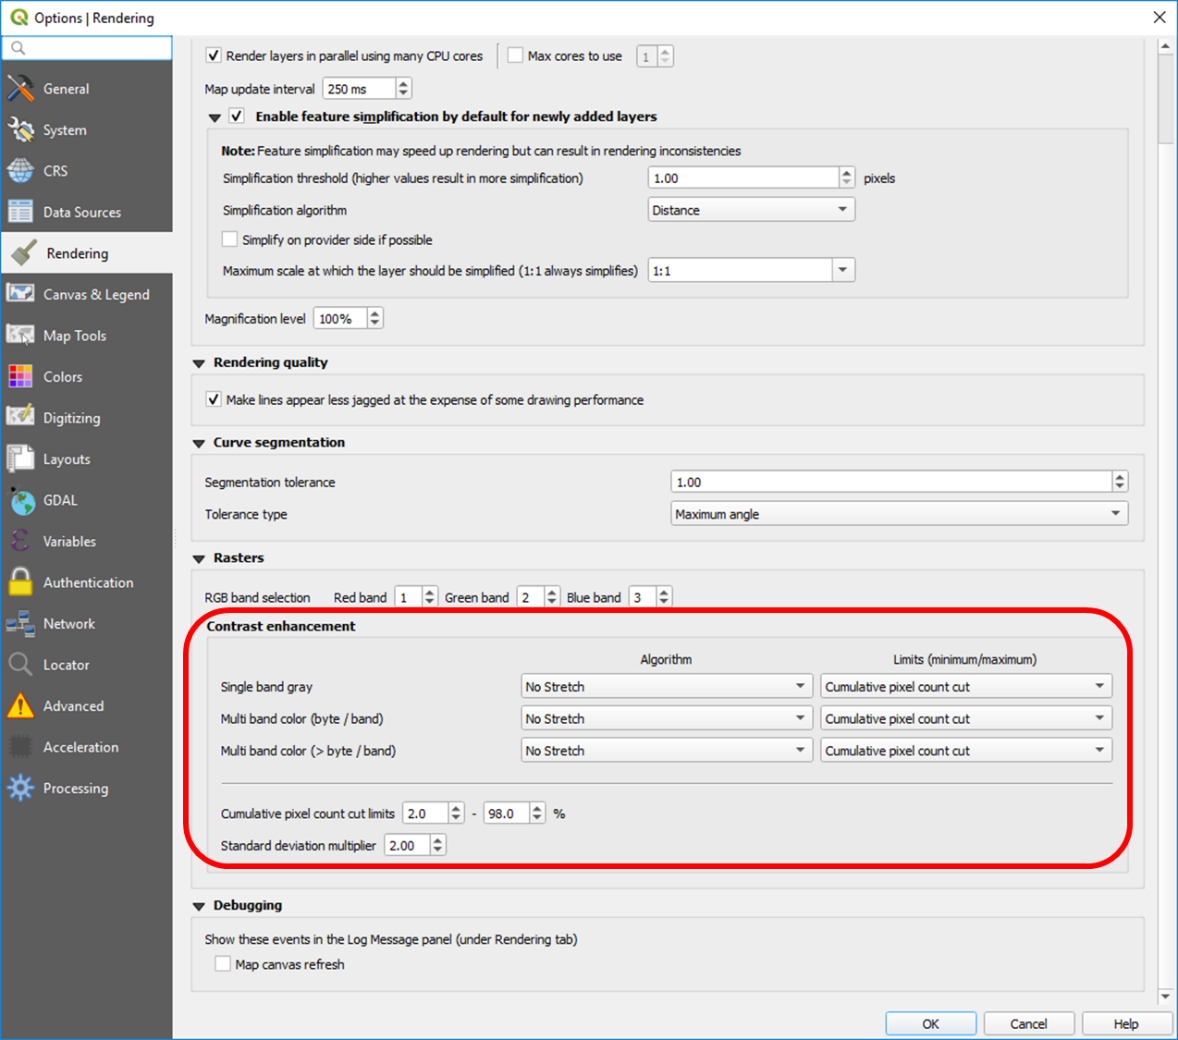 Options | Rendering
General
System
CRS
Data Sources
Rendering
Canvas & Legend
Map Tools
Colors
Digitizing
Layouts
GDAL
Variables
Authentication
Network
Locator
Advanced
Acceleration
Processing
Render layers in parallel using many CPU cores Max cores to use 1
Map update interval 250 ms
Enable feature simplification by default for newly added layers
Note: Feature simplification may speed up rendering but can result in rendering inconsistencies
Simplification threshold (higher values result in more simplification) 1.00 pixels
Simplification algorithm Distance
Simplify on provider side if possible
Maximum scale at which the layer should be simplified (1:1 always simplifies) 1:1
Magnification level 100%
Rendering quality
Make lines appear less jagged at the expense of some drawing performance
Curve segmentation
Segmentation tolerance 1.00
Tolerance type Maximum angle
Rasters
RGB band selection Red band 1 Green band 2 Blue band 3
Contrast enhancement
Algorithm Limits (minimum/maximum)
Single band gray No Stretch Cumulative pixel count cut
Multi band color (byte / band) No Stretch Cumulative pixel count cut
Multi band color (> byte / band) No Stretch Cumulative pixel count cut
Cumulative pixel count cut limits 2.0 - 98.0 %
Standard deviation multiplier 2.00
Debugging
Show these events in the Log Message panel (under Rendering tab)
Map canvas refresh
OK Cancel Help